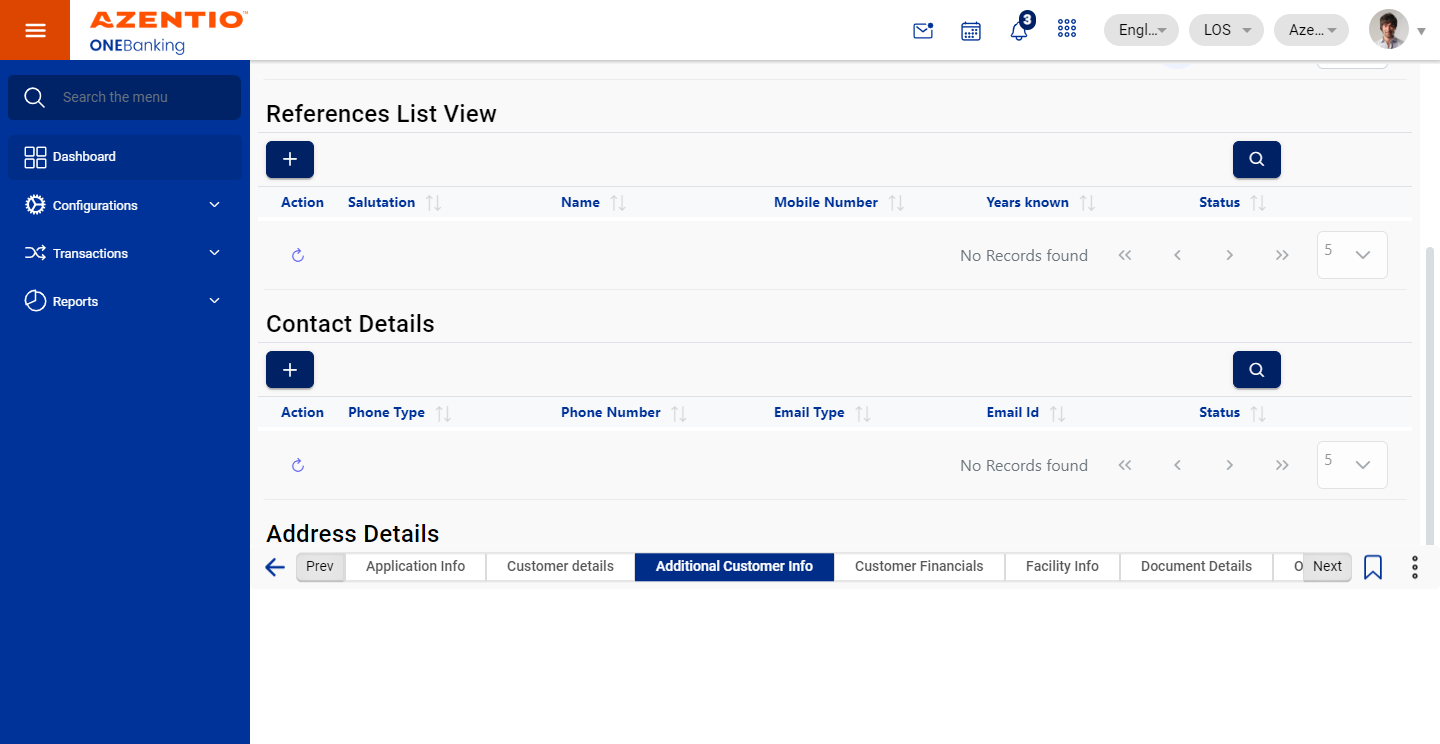 AZENTIO™
ONEBanking
3
Engl...
LOS
Aze...
Search the menu
Dashboard
Configurations
Transactions
Reports
References List View
Action Salutation Name Mobile Number Years known Status
No Records found 5
Contact Details
Action Phone Type Phone Number Email Type Email Id Status
No Records found 5
Address Details
Prev Application Info Customer details Additional Customer Info Customer Financials Facility Info Document Details O Next